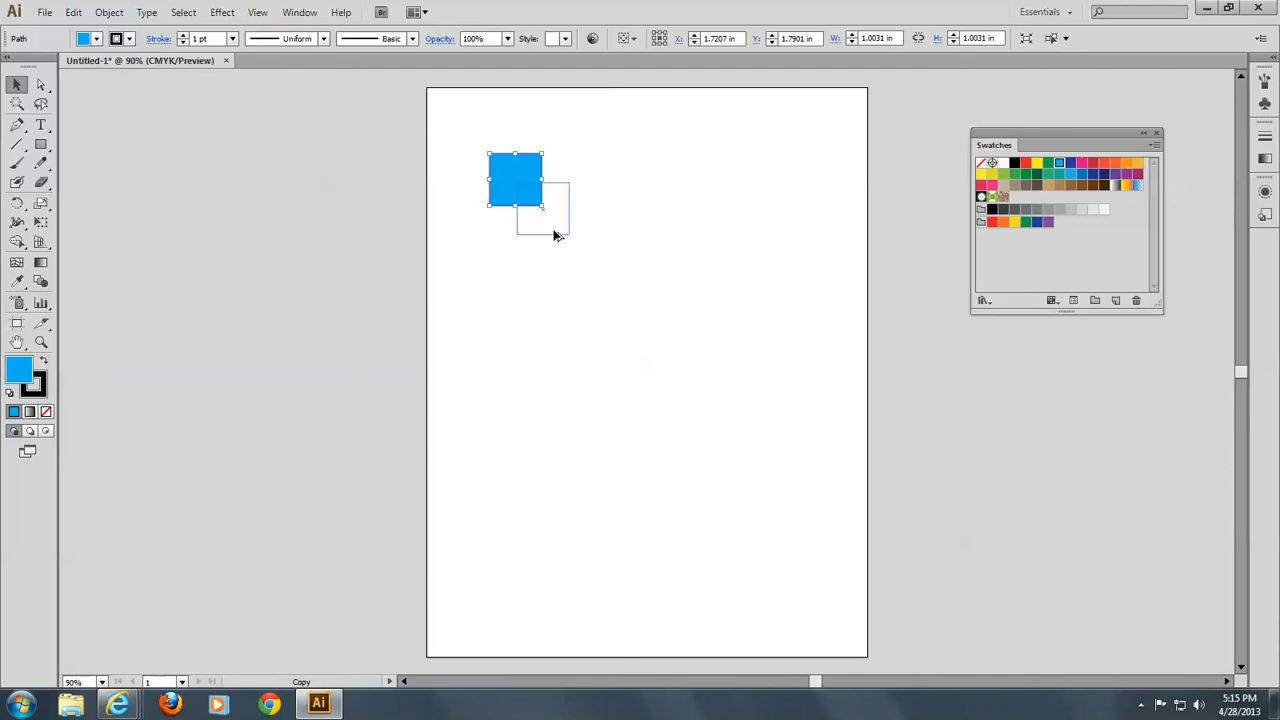 Ai File Edit Object Type Select Effect View Window Help Br Essentials
Path Stroke: 1 pt Uniform Basic Opacity: 100% Style: X: 1.7207 in Y: 1.7901 in W: 1.0031 in H: 1.0031 in
Untitled-1* @ 90% (CMYK/Preview) ×
Swatches
T
90% 1 Copy
Ai
5:15 PM
4/28/2013